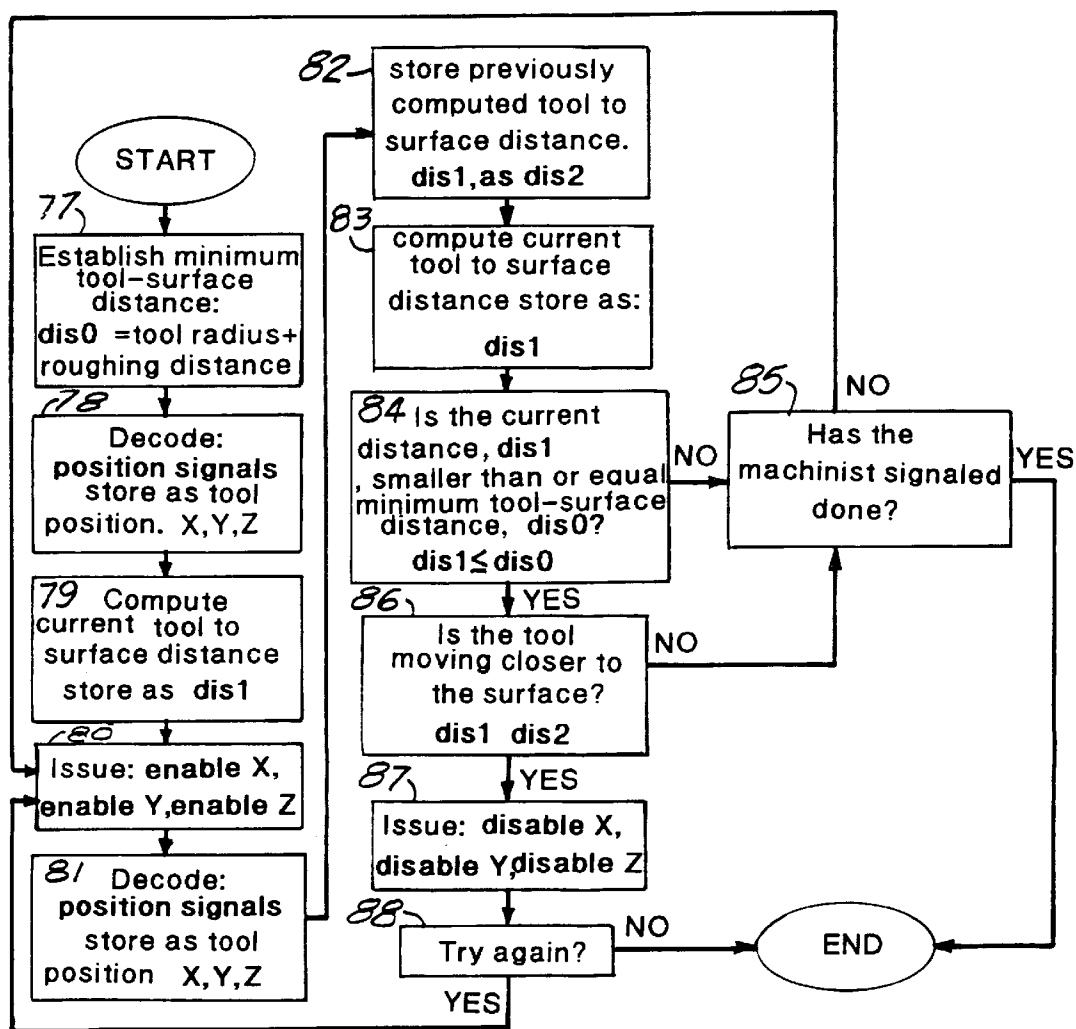 START
77
Establish minimum
tool-surface
distance:
dis0 =tool radius+
roughing distance
78
Decode:
position signals
store as tool
position. X,Y,Z
79 Compute
current tool to
surface distance
store as dis1
80
Issue: enable X,
enable Y,enable Z
81 Decode:
position signals
store as tool
position X,Y,Z
82
store previously
computed tool to
surface distance.
dis1,as dis2
83
compute current
tool to surface
distance store as:
dis1
84 Is the current
distance, dis1
, smaller than or equal
minimum tool-surface
distance, dis0?
dis1≤dis0
NO
YES
85
Has the
machinist signaled
done?
NO
YES
86
Is the tool
moving closer to
the surface?
dis1 dis2
NO
YES
87
Issue: disable X,
disable Y,disable Z
88
Try again?
NO
YES
END